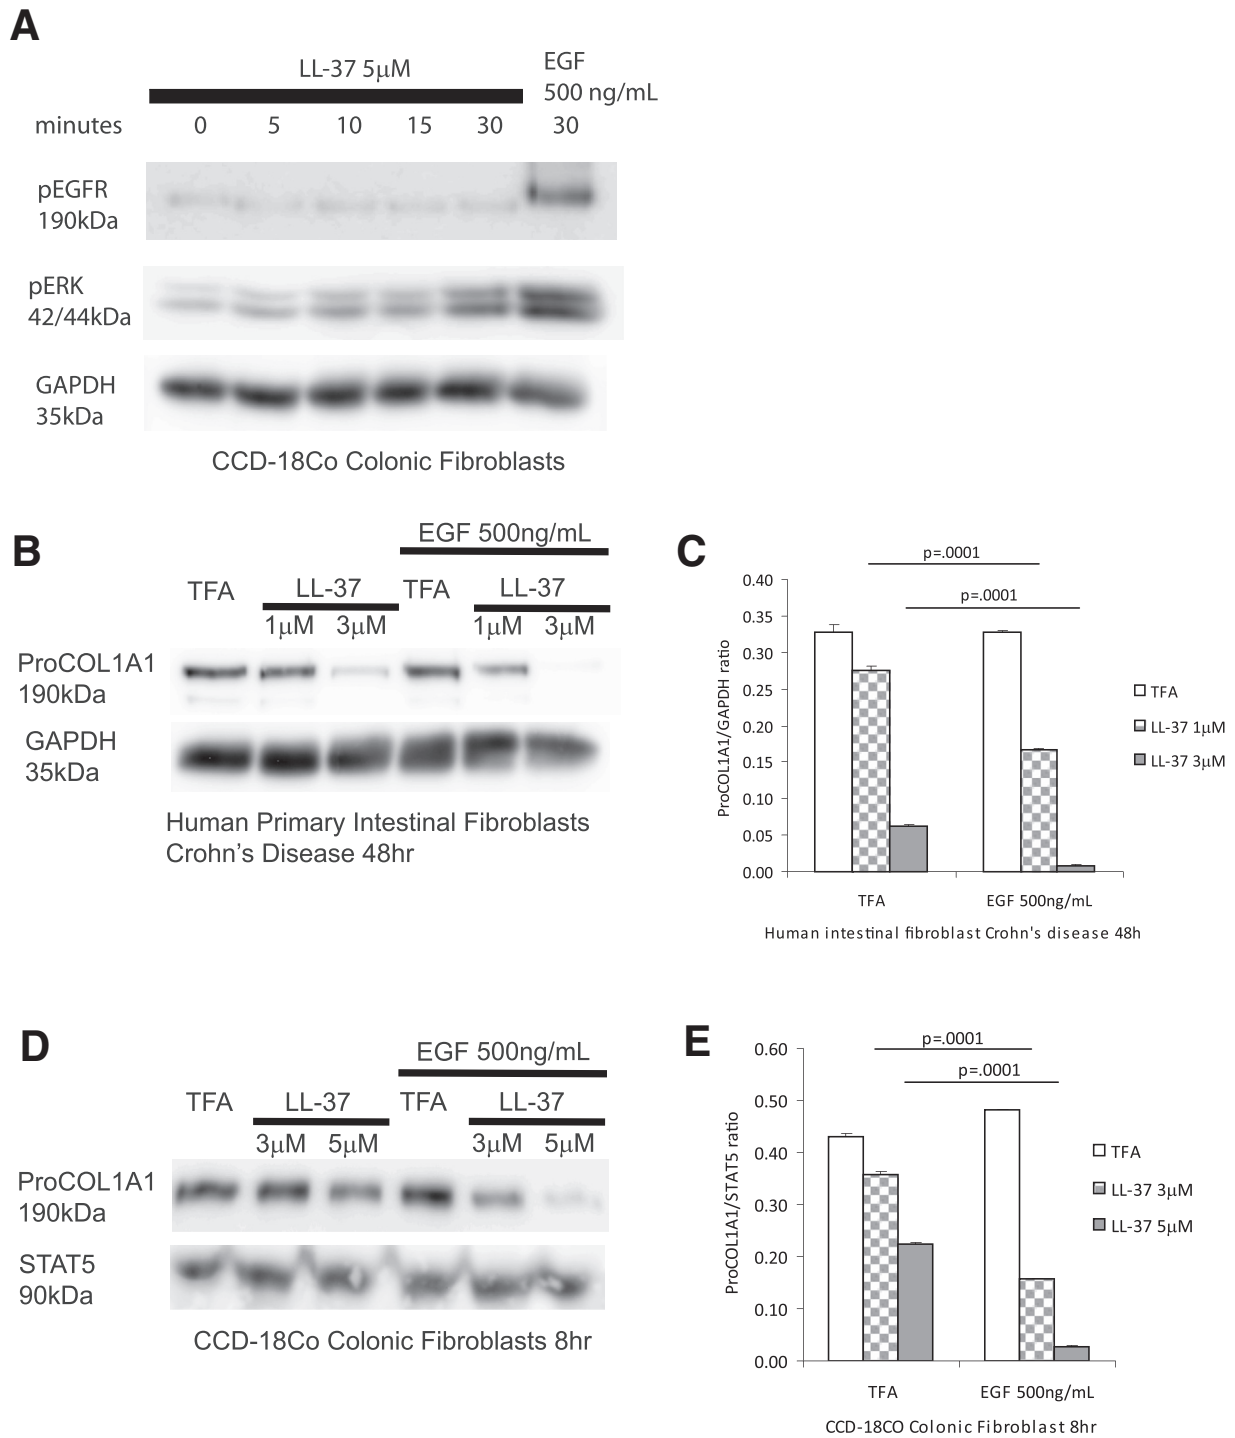 A
LL-37 5μM
EGF
500 ng/mL
minutes 0 5 10 15 30 30
pEGFR
190kDa
pERK
42/44kDa
GAPDH
35kDa
CCD-18Co Colonic Fibroblasts
B
EGF 500ng/mL
TFA LL-37 TFA LL-37
1μM 3μM 1μM 3μM
ProCOL1A1
190kDa
GAPDH
35kDa
Human Primary Intestinal Fibroblasts
Crohn's Disease 48hr
C
p=.0001
p=.0001
ProCOL1A1/GAPDH ratio
0.40
0.35
0.30
0.25
0.20
0.15
0.10
0.05
0.00
TFA
LL-37 1μM
LL-37 3μM
TFA EGF 500ng/mL
Human intestinal fibroblast Crohn's disease 48h
D
EGF 500ng/mL
TFA LL-37 TFA LL-37
3μM 5μM 3μM 5μM
ProCOL1A1
190kDa
STAT5
90kDa
CCD-18Co Colonic Fibroblasts 8hr
E
p=.0001
p=.0001
ProCOL1A1/STAT5 ratio
0.60
0.50
0.40
0.30
0.20
0.10
0.00
TFA
LL-37 3μM
LL-37 5μM
TFA EGF 500ng/mL
CCD-18CO Colonic Fibroblast 8hr